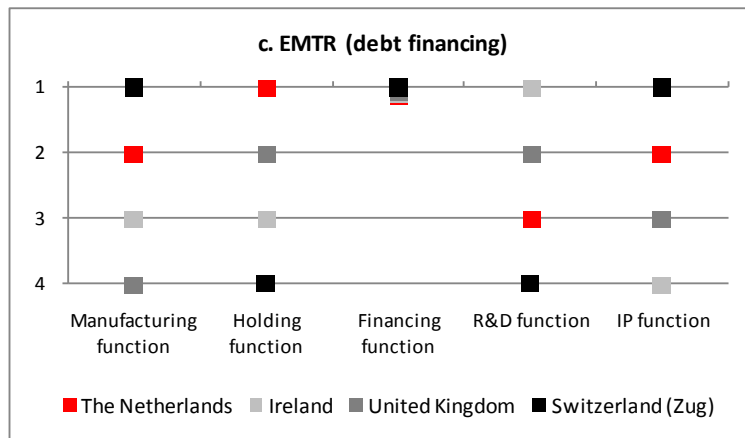 c. EMTR (debt financing)
1
2
3
4
Manufacturing function
Holding function
Financing function
R&D function
IP function
The Netherlands
Ireland
United Kingdom
Switzerland (Zug)